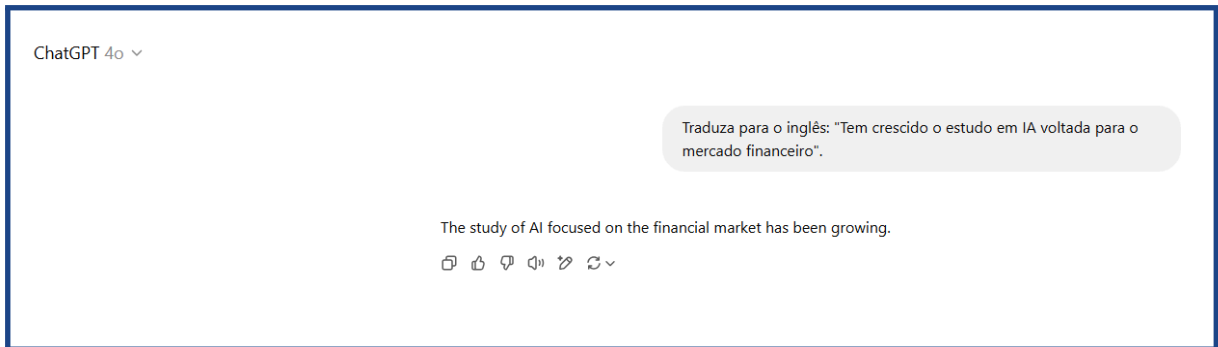 ChatGPT 4o
Traduza para o inglês: "Tem crescido o estudo em IA voltada para o
mercado financeiro".
The study of AI focused on the financial market has been growing.